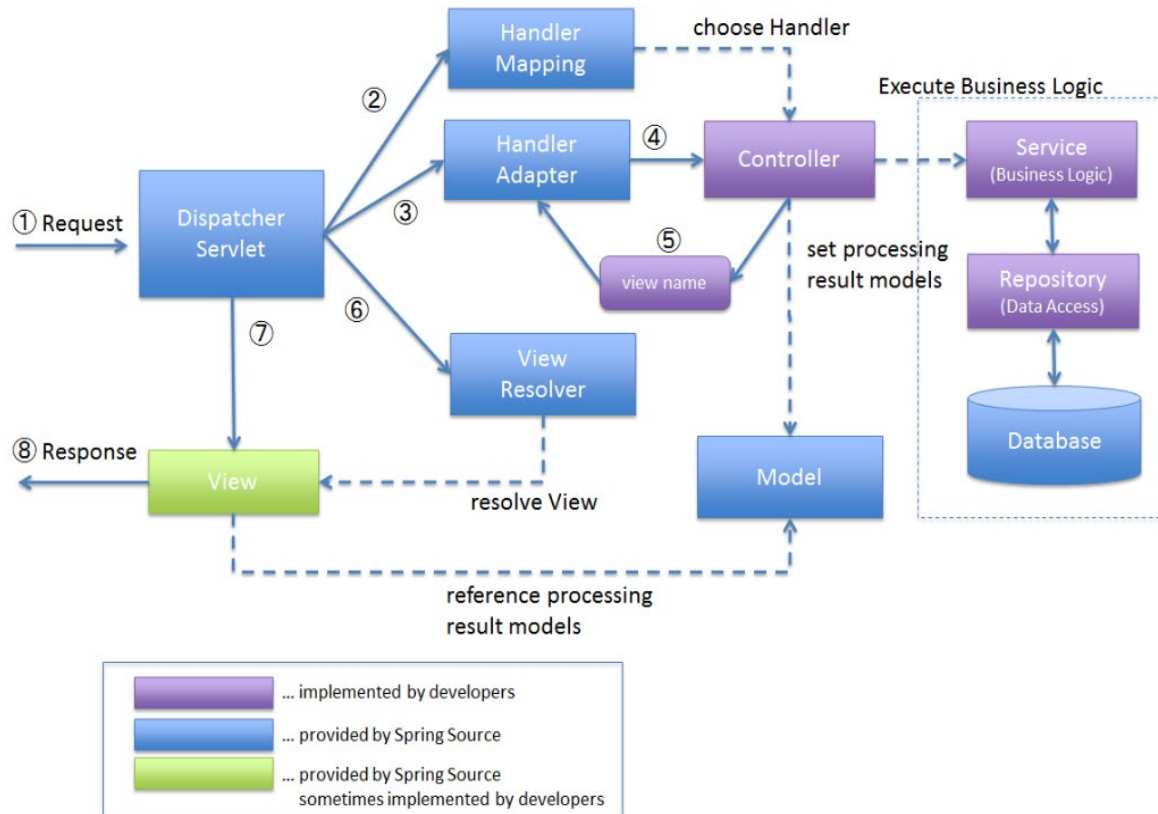 Handler
Mapping
choose Handler
②
Execute Business Logic
Handler
Adapter
④
Controller
Service
(Business Logic)
① Request
Dispatcher
Servlet
③
⑤
view name
set processing
result models
Repository
(Data Access)
⑥
⑦
View
Resolver
⑧ Response
View
resolve View
Model
Database
reference processing
result models
... implemented by developers
... provided by Spring Source
... provided by Spring Source
sometimes implemented by developers